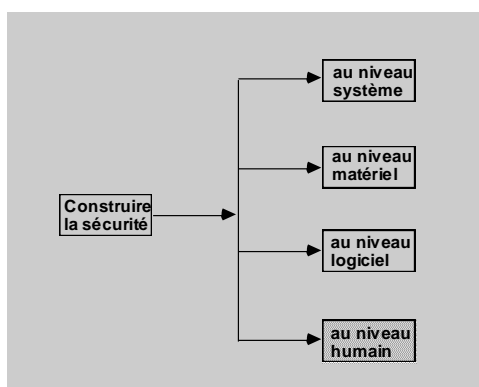 au niveau
système
au niveau
matériel
Construire
la sécurité
au niveau
logiciel
au niveau
humain